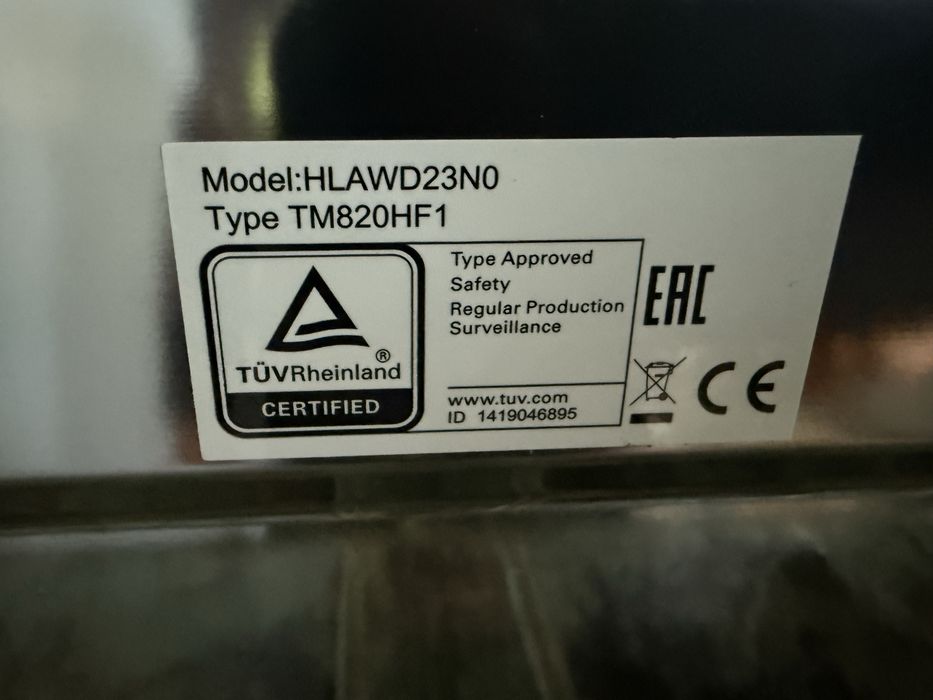 Model:HLAWD23N0
Type TM820HF1
TÜVRheinland®
CERTIFIED
Type Approved
Safety
Regular Production
Surveillance
www.tuv.com
ID 1419046895
EAC
CE